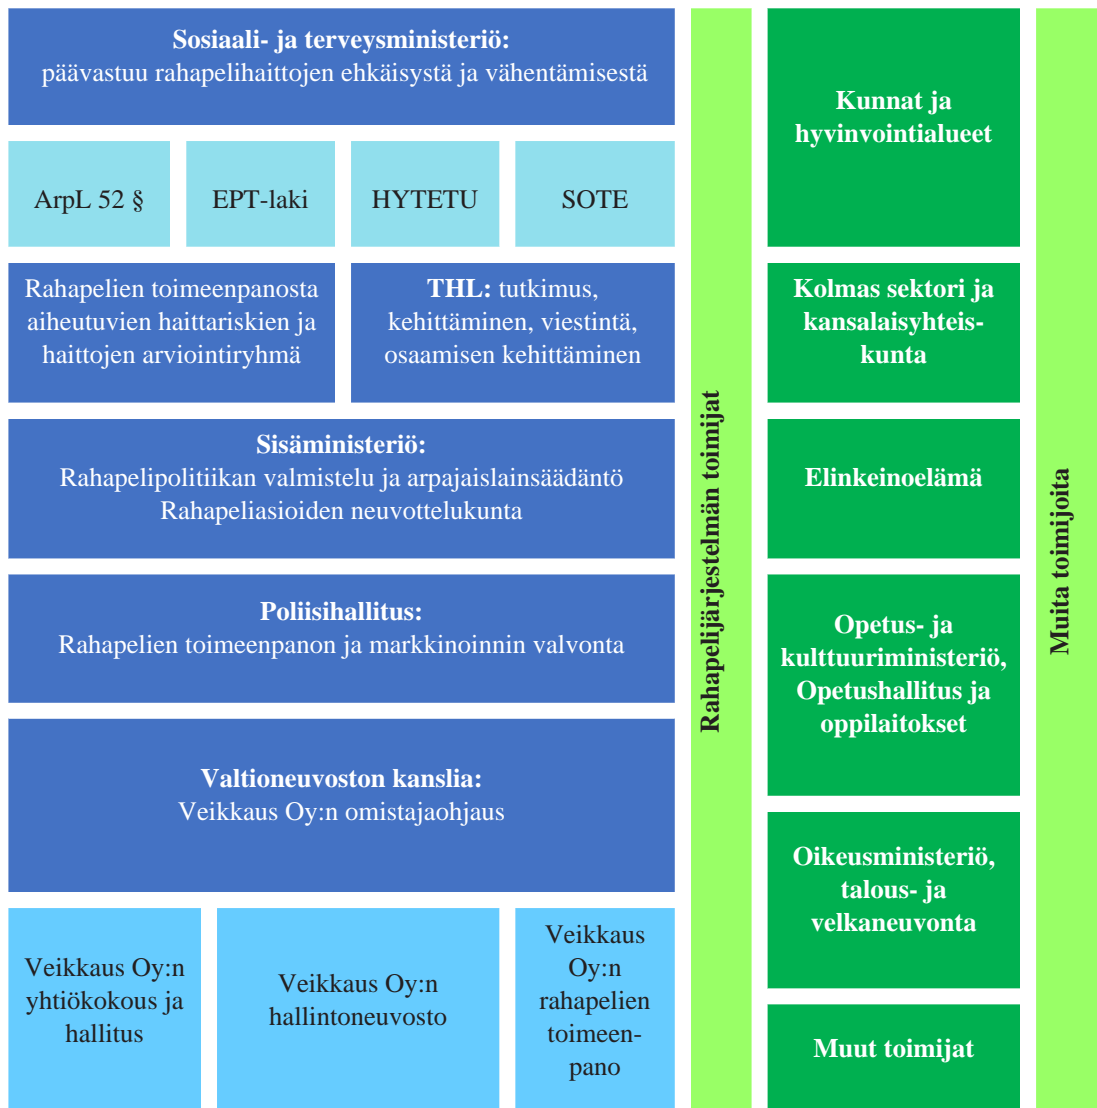 Sosiaali- ja terveysministeriö:
päävastuu rahapelihaittojen ehkäisystä ja vähentämisestä
ArpL 52 §
EPT-laki
HYTETU
SOTE
Rahapelien toimeenpanosta
aiheutuvien haittariskien ja
haittojen arviointiryhmä
THL: tutkimus,
kehittäminen, viestintä,
osaamisen kehittäminen
Sisäministeriö:
Rahapelipolitiikan valmistelu ja arpajaislainsäädäntö
Rahapeliasioiden neuvottelukunta
Poliisihallitus:
Rahapelien toimeenpanon ja markkinoinnin valvonta
Valtioneuvoston kanslia:
Veikkaus Oy:n omistajaohjaus
Veikkaus Oy:n
yhtiökokous ja
hallitus
Veikkaus Oy:n
hallintoneuvosto
Veikkaus
Oy:n
rahapelien
toimeen-
pano
Rahapelijärjestelmän toimijat
Kunnat ja
hyvinvointialueet
Kolmas sektori ja
kansalaisyhteis-
kunta
Elinkeinoelämä
Opetus- ja
kulttuuriministeriö,
Opetushallitus ja
oppilaitokset
Oikeusministeriö,
talous- ja
velkaneuvonta
Muut toimijat
Muita toimijoita